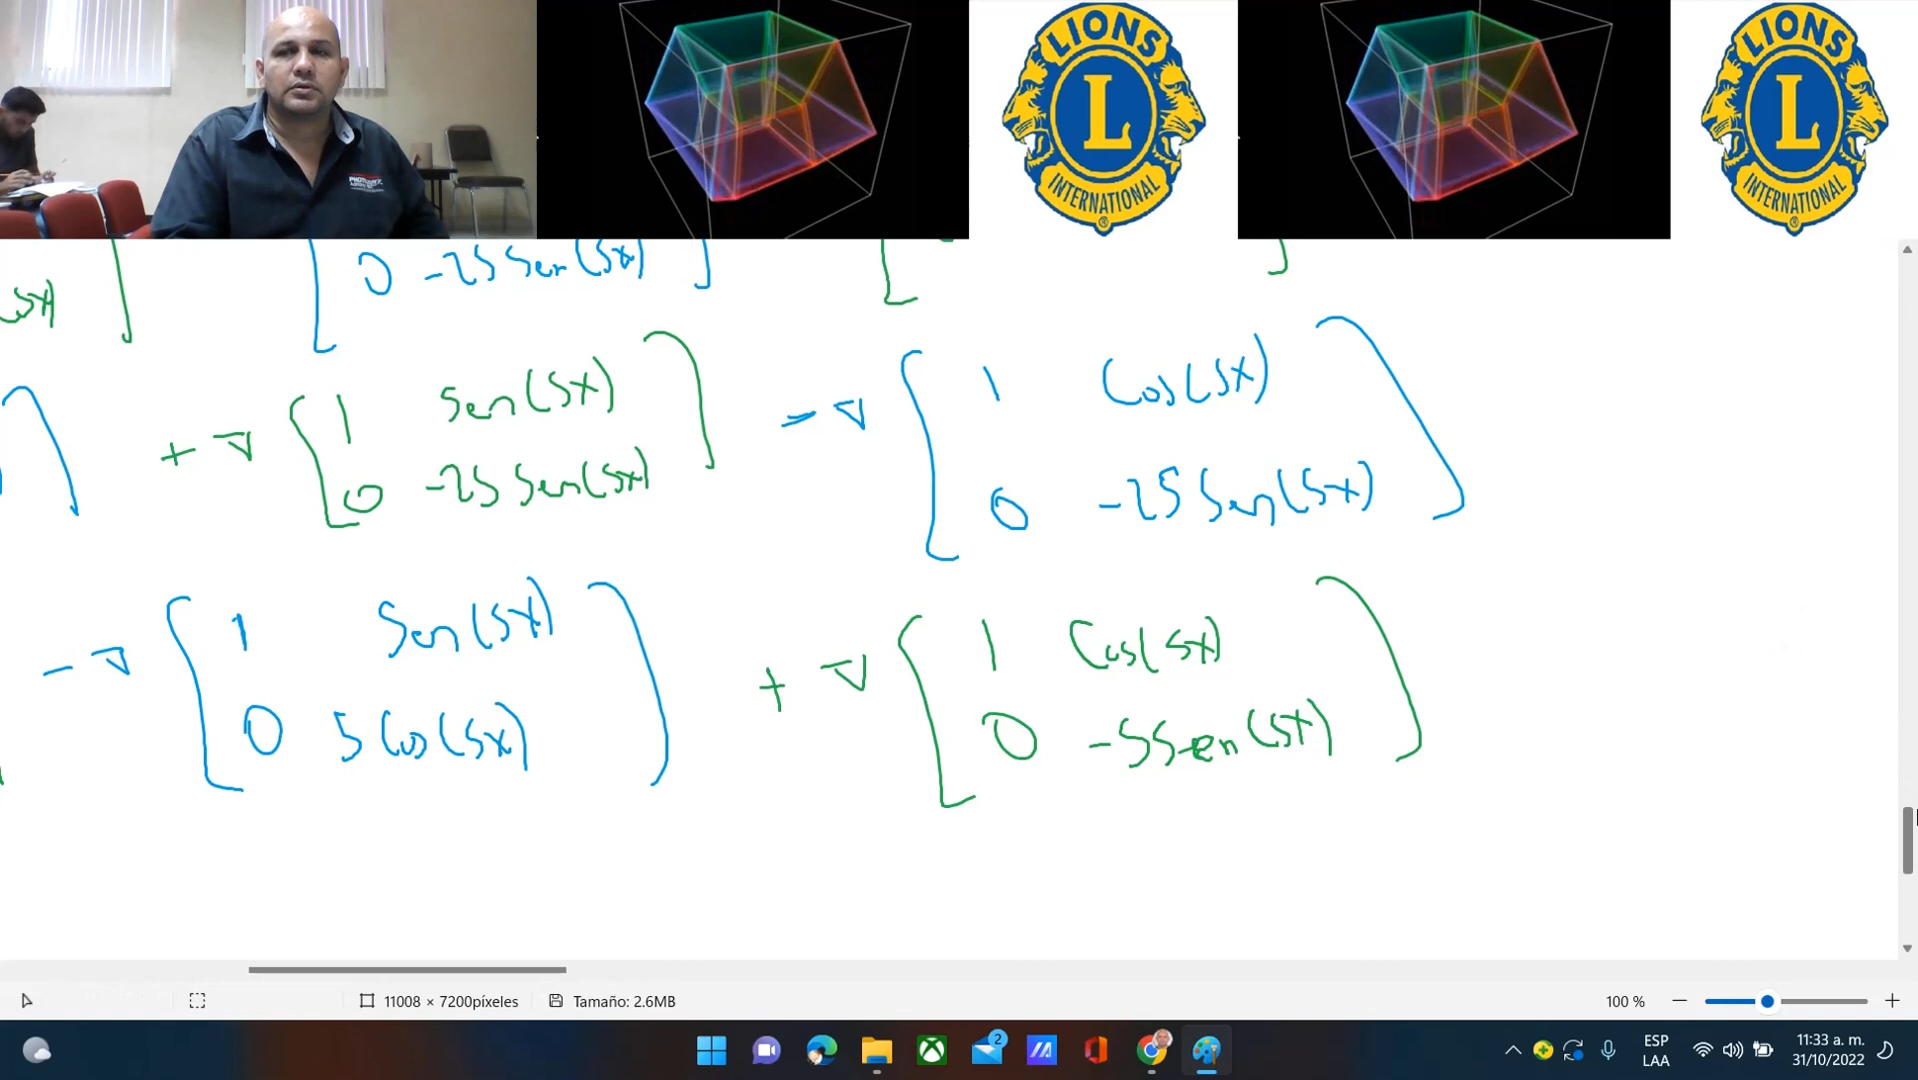 LIONS
L
INTERNATIONAL
®
LIONS
L
INTERNATIONAL
®
0 -25 Sen(5x)
+ ∇ [ 1 Sen(5x)
0 -25 Sen(5x) ]
- ∇ [ 1 Cos(5x)
0 -25 Sen(5x) ]
- ∇ [ 1 Sen(5x)
0 5 Cos(5x) ]
+ ∇ [ 1 Cos(5x)
0 -5 Sen(5x) ]
11008 × 7200píxeles
Tamaño: 2.6MB
100 %
2
ESP
LAA
11:33 a. m.
31/10/2022